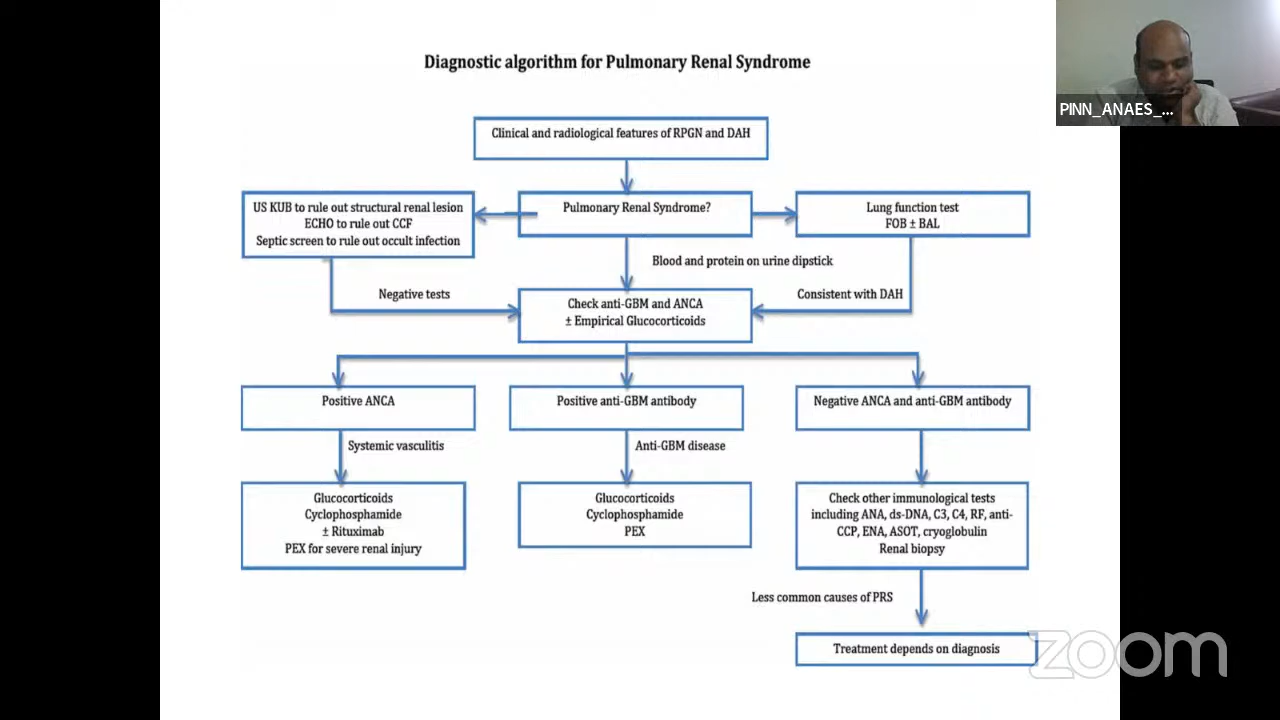 Diagnostic algorithm for Pulmonary Renal Syndrome
PINN_ANAES_...
Clinical and radiological features of RPGN and DAH
US KUB to rule out structural renal lesion
ECHO to rule out CCF
Septic screen to rule out occult infection
Pulmonary Renal Syndrome?
Lung function test
FOB ± BAL
Blood and protein on urine dipstick
Negative tests
Consistent with DAH
Check anti-GBM and ANCA
± Empirical Glucocorticoids
Positive ANCA
Positive anti-GBM antibody
Negative ANCA and anti-GBM antibody
Systemic vasculitis
Anti-GBM disease
Glucocorticoids
Cyclophosphamide
± Rituximab
PEX for severe renal injury
Glucocorticoids
Cyclophosphamide
PEX
Check other immunological tests
including ANA, ds-DNA, C3, C4, RF, anti-
CCP, ENA, ASOT, cryoglobulin
Renal biopsy
Less common causes of PRS
Treatment depends on diagnosis
zoom